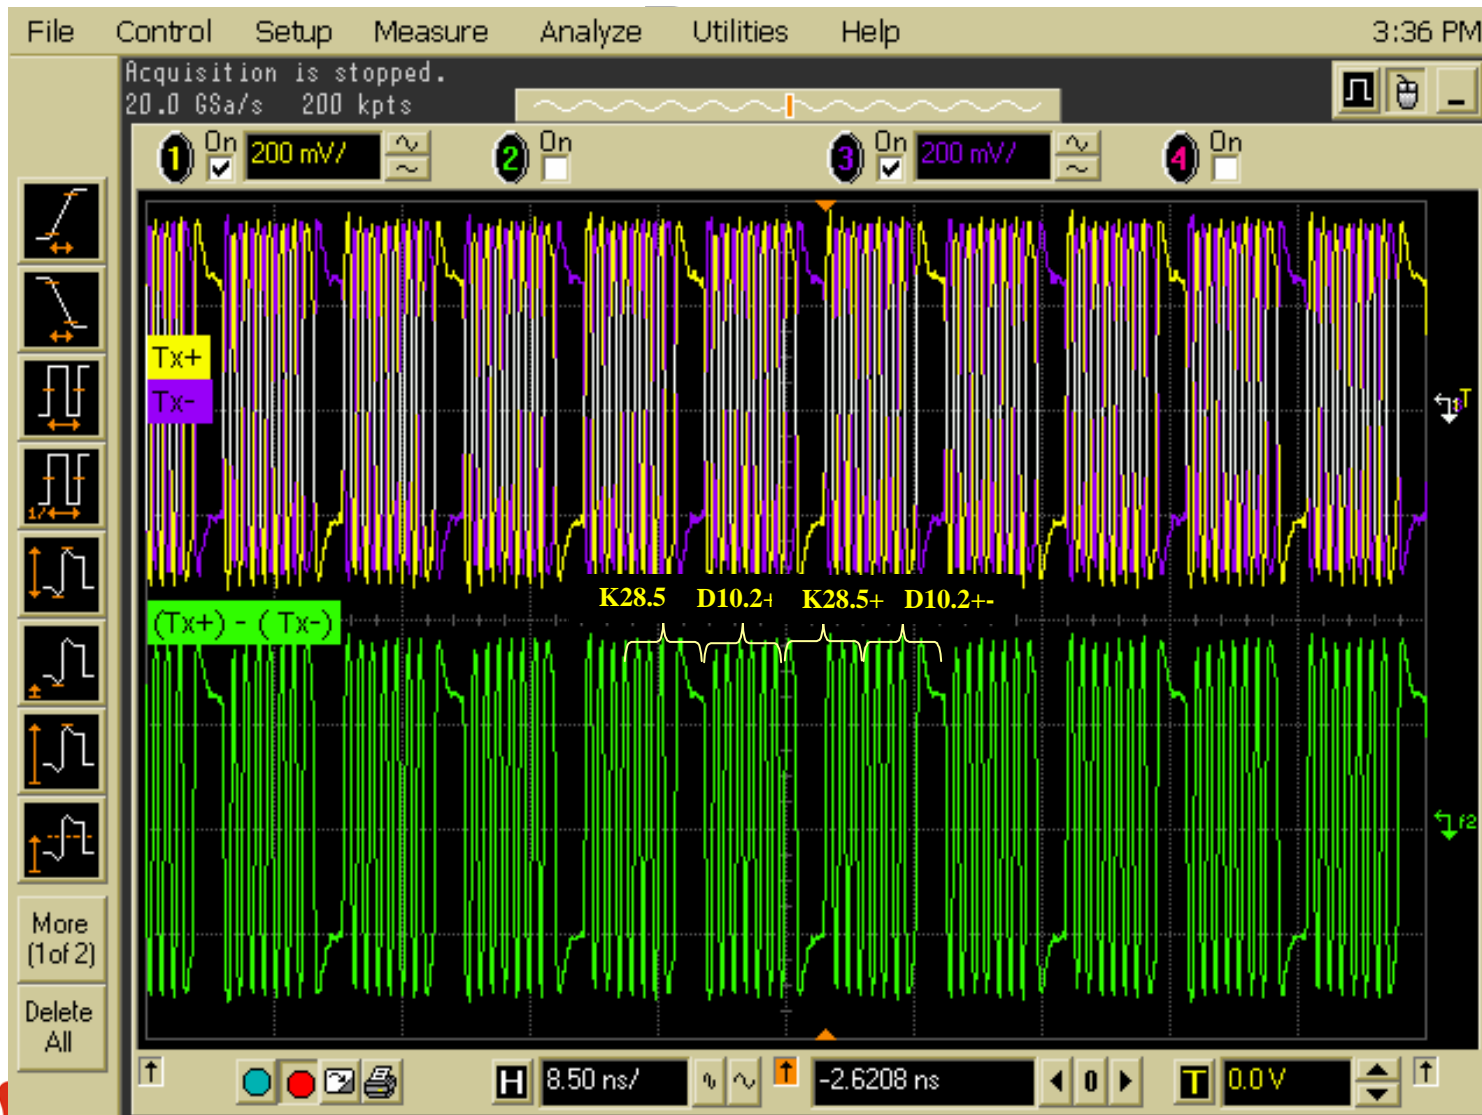 File Control Setup Measure Analyze Utilities Help 3:36 PM
Acquisition is stopped.
20.0 GSa/s 200 kpts
1 On 200 mV/ 2 On 3 On 200 mV/ 4 On
Tx+
Tx-
K28.5 D10.2+ K28.5+ D10.2+-
(Tx+) - ( Tx-)
f2
More
(1of 2)
Delete
All
H 8.50 ns/ -2.6208 ns 0 T 0.0 V